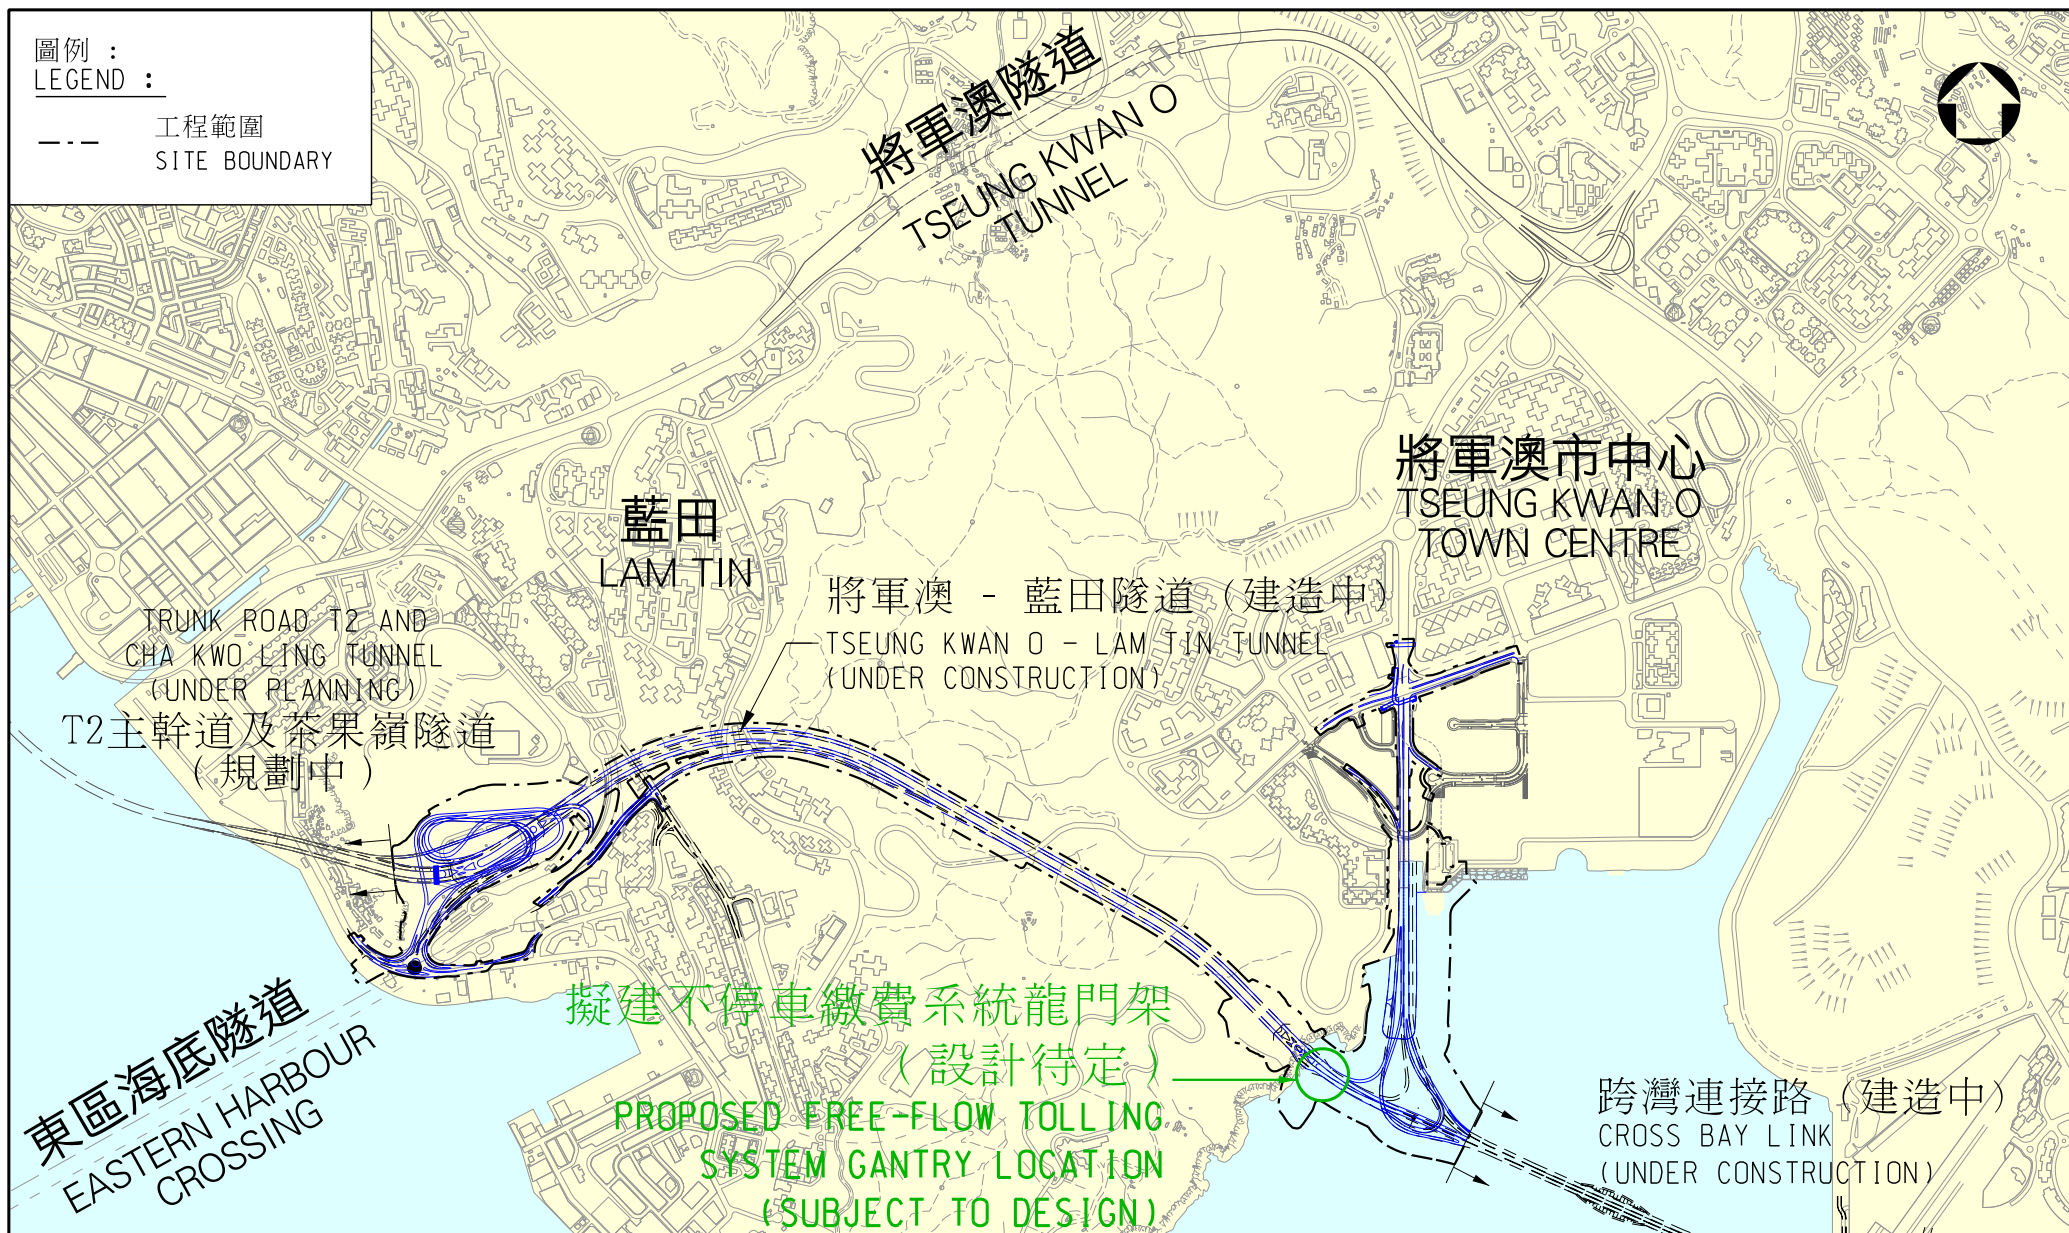 圖例 :
LEGEND :
工程範圍
SITE BOUNDARY
將軍澳隧道
TSEUNG KWAN O
TUNNEL
將軍澳市中心
TSEUNG KWAN O
TOWN CENTRE
藍田
LAM TIN
將軍澳 - 藍田隧道 (建造中)
TSEUNG KWAN O - LAM TIN TUNNEL
(UNDER CONSTRUCTION)
TRUNK ROAD T2 AND
CHA KWO LING TUNNEL
(UNDER PLANNING)
T2主幹道及茶果嶺隧道
(規劃中)
擬建不停車繳費系統龍門架
(設計待定)
PROPOSED FREE-FLOW TOLLING
SYSTEM GANTRY LOCATION
(SUBJECT TO DESIGN)
東區海底隧道
EASTERN HARBOUR
CROSSING
跨灣連接路 (建造中)
CROSS BAY LINK
(UNDER CONSTRUCTION)